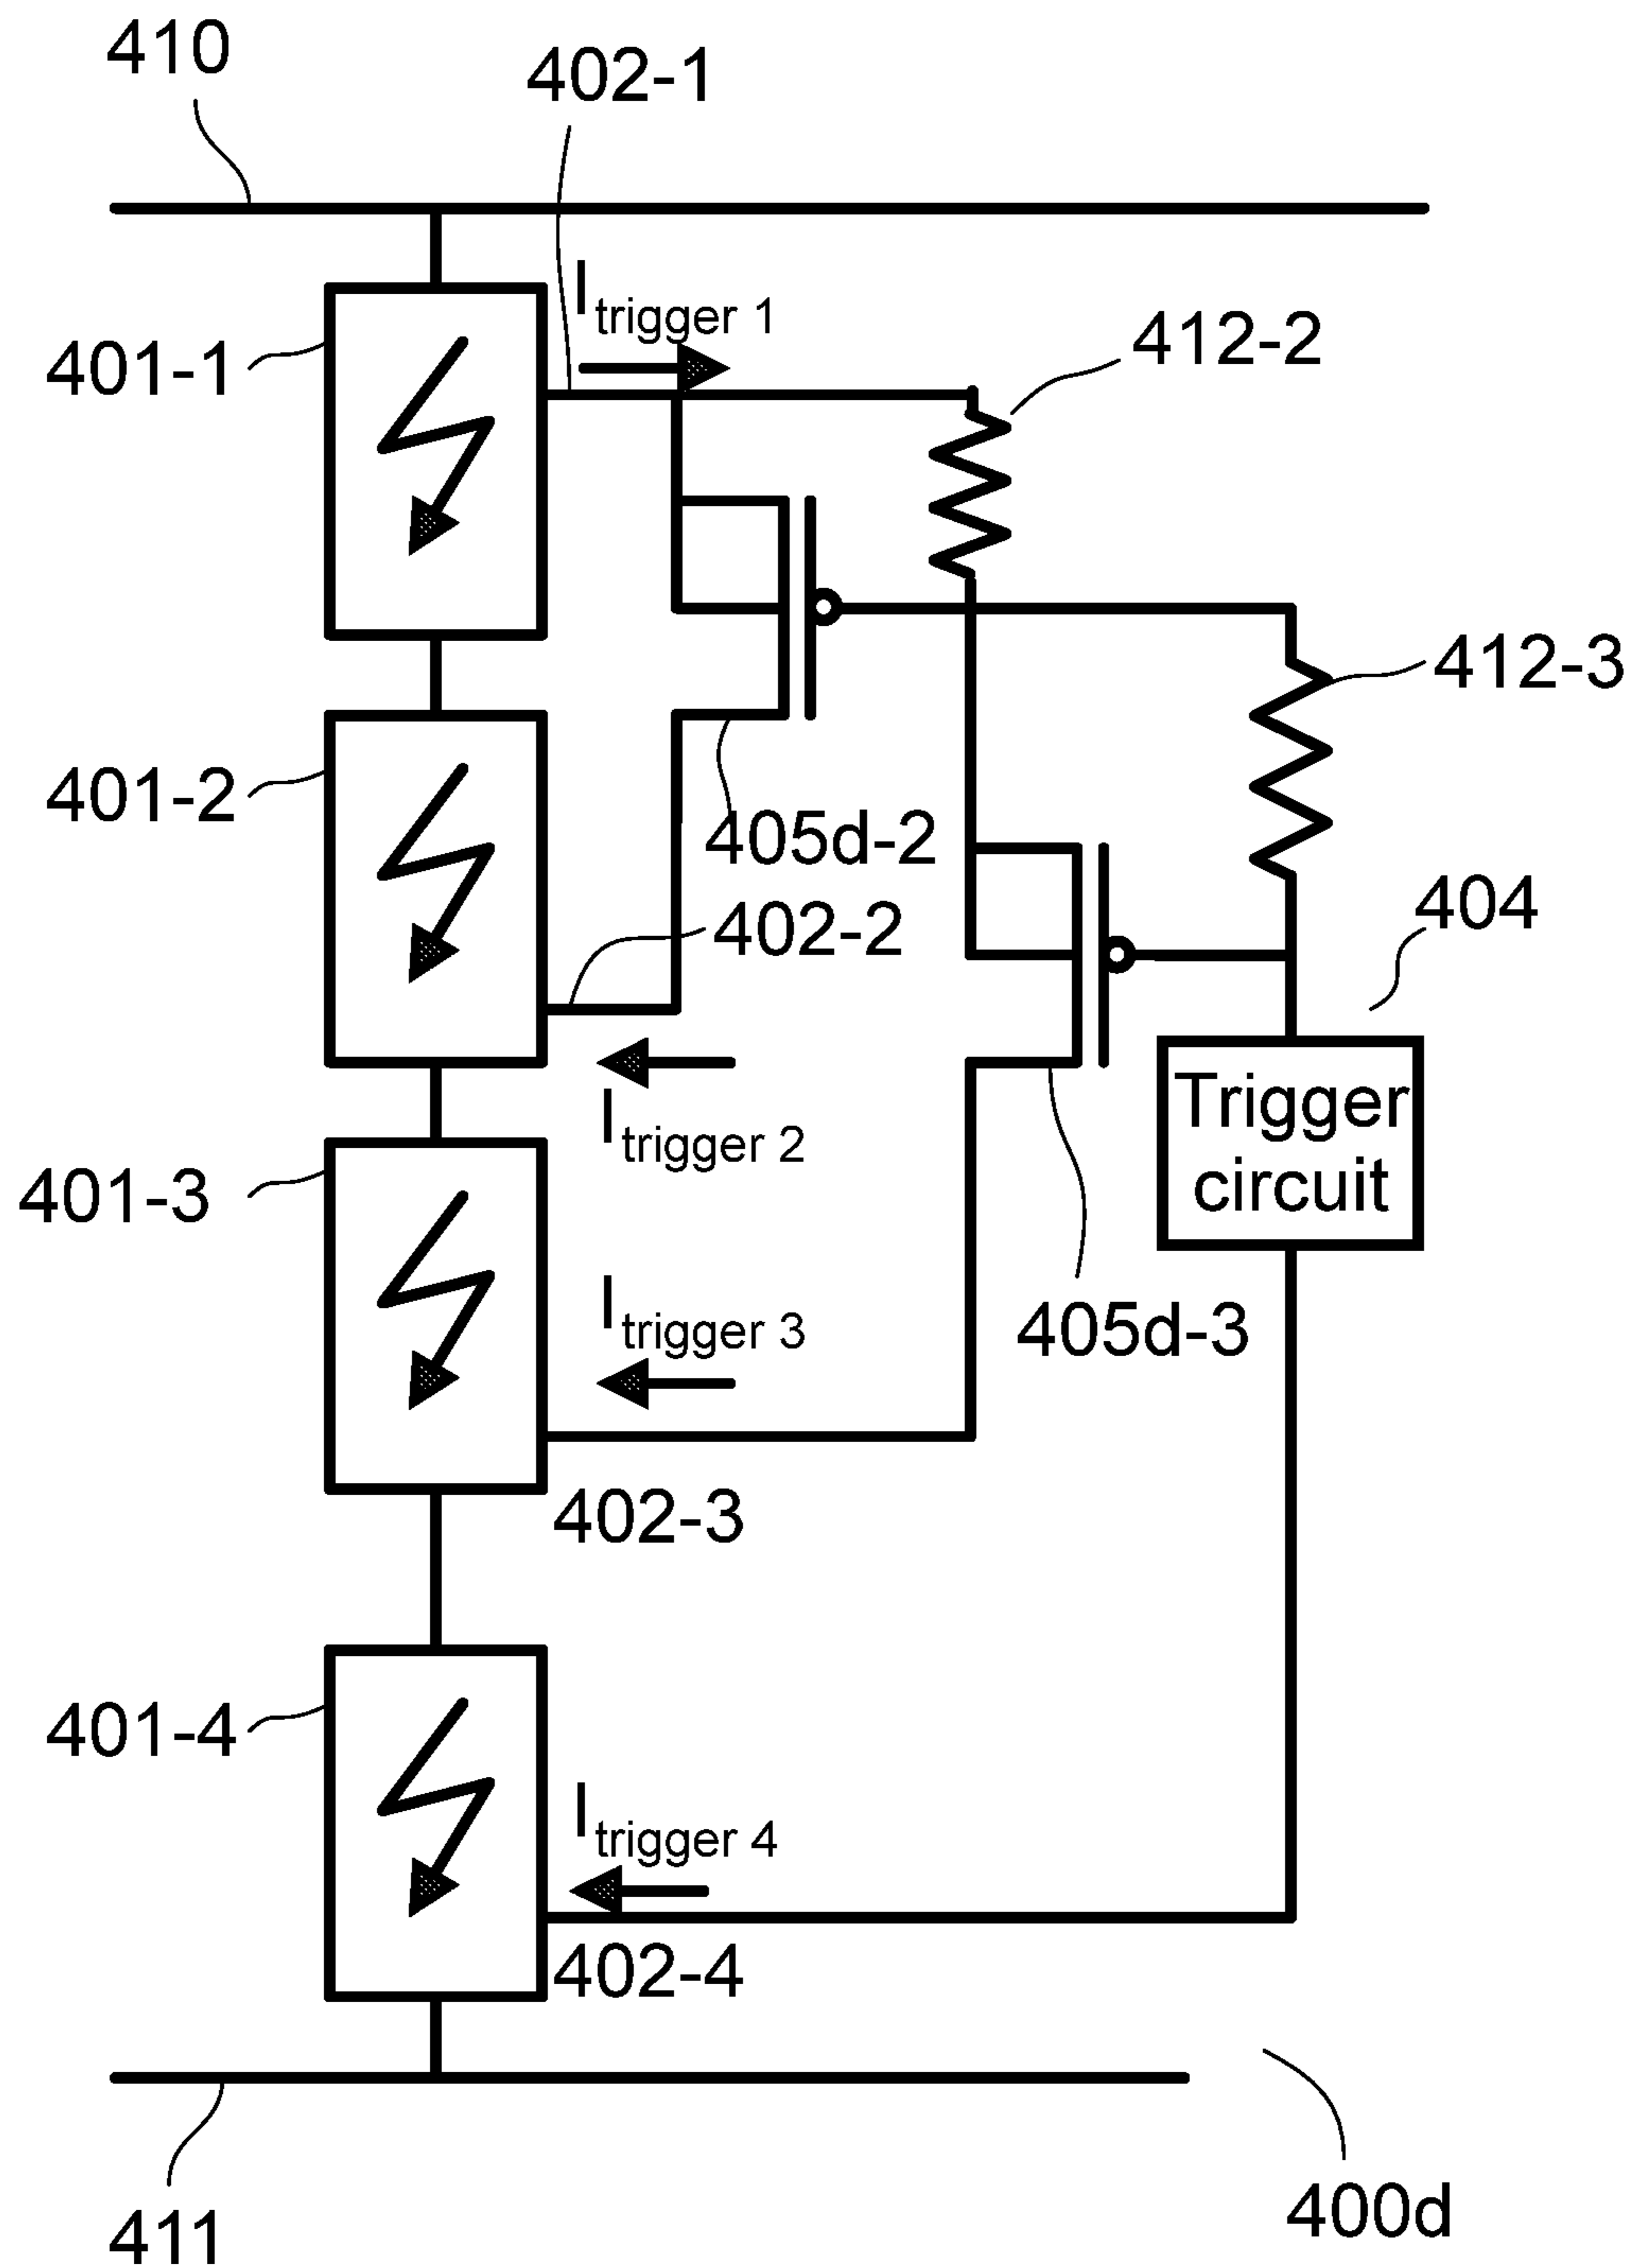 410
402-1
I trigger 1
412-2
401-1
412-3
401-2
405d-2
404
402-2
Trigger
circuit
I trigger 2
401-3
I trigger 3
405d-3
402-3
401-4
I trigger 4
402-4
400d
411